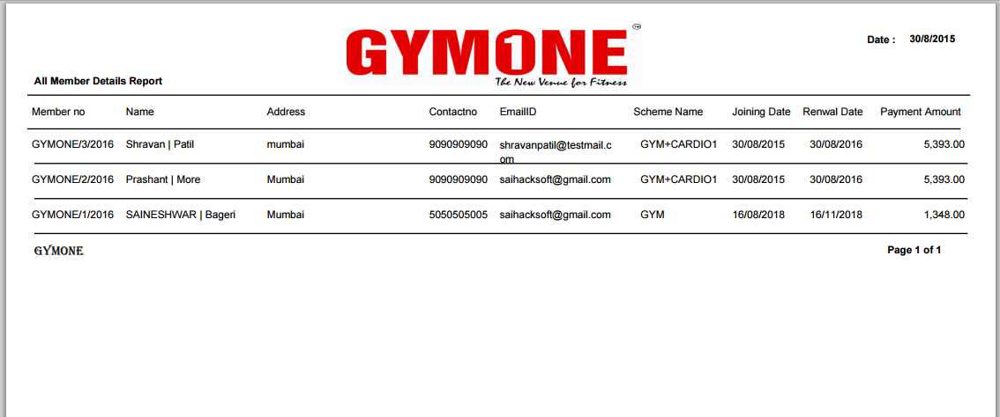 GYMONE TM
The New Venue for Fitness
Date : 30/8/2015
All Member Details Report
Member no Name Address Contactno EmailID Scheme Name Joining Date Renwal Date Payment Amount
GYMONE/3/2016 Shravan | Patil mumbai 9090909090 shravanpatil@testmail.c GYM+CARDIO1 30/08/2015 30/08/2016 5,393.00
om
GYMONE/2/2016 Prashant | More Mumbai 9090909090 saihacksoft@gmail.com GYM+CARDIO1 30/08/2015 30/08/2016 5,393.00
GYMONE/1/2016 SAINESHWAR | Bageri Mumbai 5050505005 saihacksoft@gmail.com GYM 16/08/2018 16/11/2018 1,348.00
GYMONE Page 1 of 1